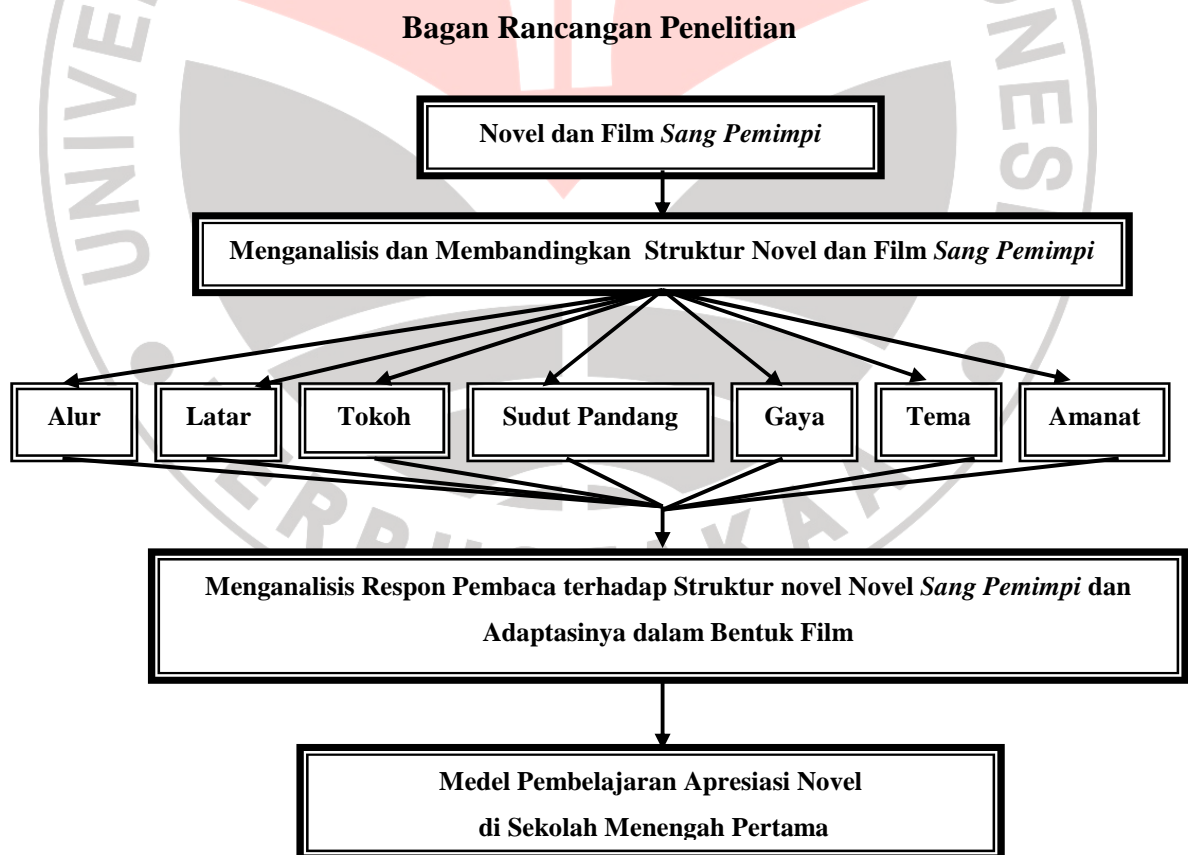 Bagan Rancangan Penelitian
Novel dan Film Sang Pemimpi
Menganalisis dan Membandingkan Struktur Novel dan Film Sang Pemimpi
Alur
Latar
Tokoh
Sudut Pandang
Gaya
Tema
Amanat
Menganalisis Respon Pembaca terhadap Struktur novel Novel Sang Pemimpi dan
Adaptasinya dalam Bentuk Film
Medel Pembelajaran Apresiasi Novel
di Sekolah Menengah Pertama